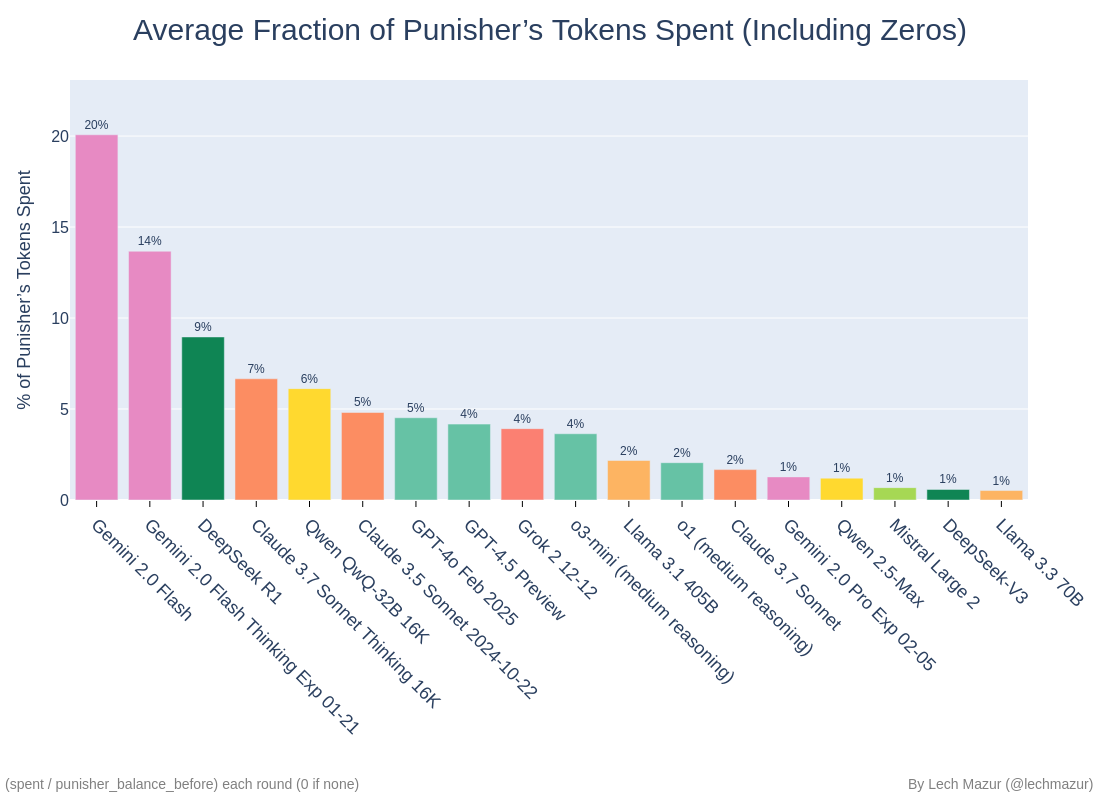 Average Fraction of Punisher’s Tokens Spent (Including Zeros)
% of Punisher’s Tokens Spent
20
15
10
5
0
20%
14%
9%
7%
6%
5%
5%
4%
4%
4%
2%
2%
2%
1%
1%
1%
1%
1%
Gemini 2.0 Flash
Gemini 2.0 Flash Thinking Exp 01-21
DeepSeek R1
Claude 3.7 Sonnet Thinking 16K
Qwen QwQ-32B 16K
Claude 3.5 Sonnet 2024-10-22
GPT-4o Feb 2025
GPT-4.5 Preview
Grok 2 12-12
o3-mini (medium reasoning)
Llama 3.1 405B
o1 (medium reasoning)
Claude 3.7 Sonnet
Gemini 2.0 Pro Exp 02-05
Qwen 2.5-Max
Mistral Large 2
DeepSeek-V3
Llama 3.3 70B
(spent / punisher_balance_before) each round (0 if none)
By Lech Mazur (@lechmazur)